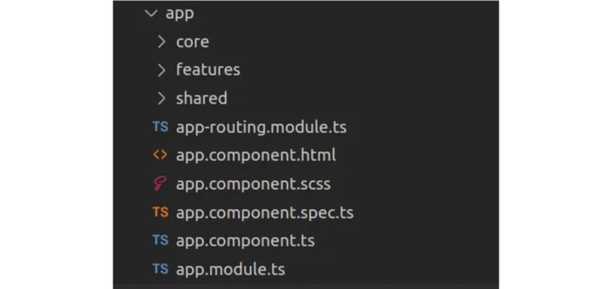 app
core
features
shared
TS app-routing.module.ts
<> app.component.html
app.component.scss
TS app.component.spec.ts
TS app.component.ts
TS app.module.ts